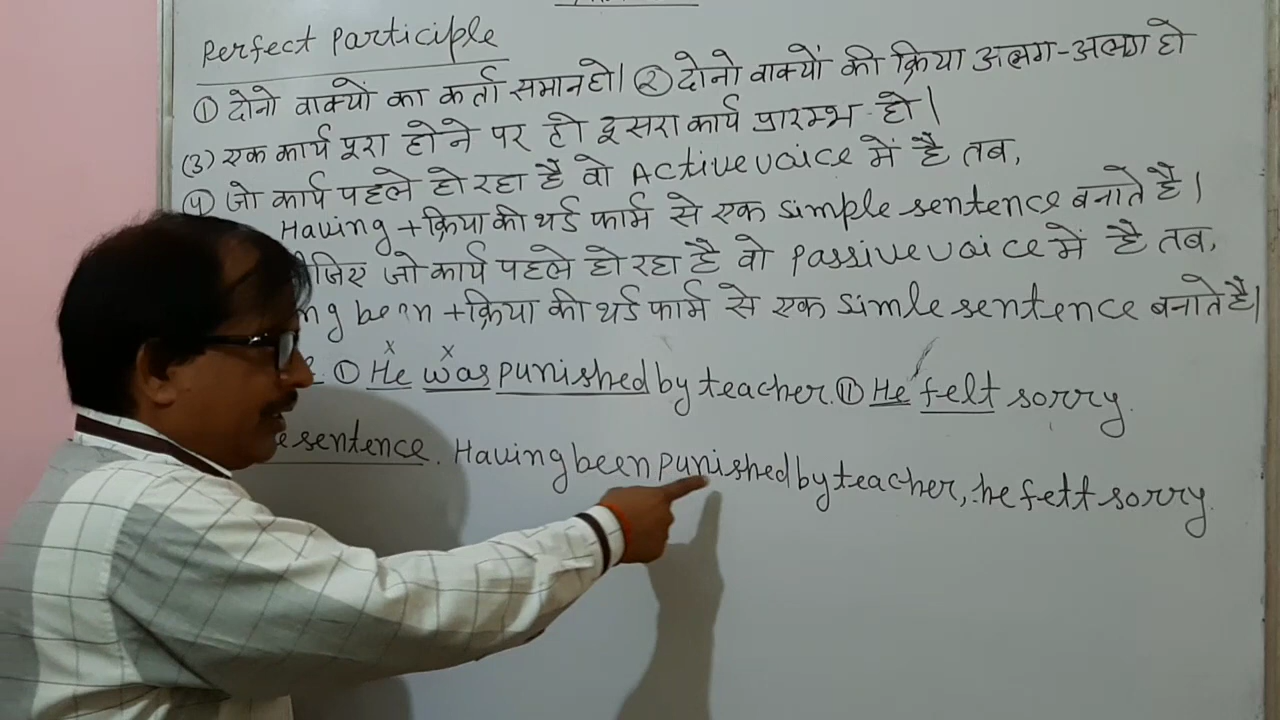 Perfect Participle
① दोनो वाक्यों का कर्ता समान हो। ② दोनो वाक्यों की क्रिया अलग-अलग हो
(3) एक कार्य पूरा होने पर ही दूसरा कार्य प्रारम्भ हो।
④ जो कार्य पहले हो रहा है वो Active voice में है तब,
Having + क्रिया की थर्ड फार्म से एक simple sentence बनाते है।
जो कार्य पहले हो रहा है वो passive voice में है तब,
been + क्रिया की थर्ड फार्म से एक simle sentence बनाते है।
① He was punished by teacher. ⑪ He felt sorry.
sentence. Having been punished by teacher, he felt sorry.